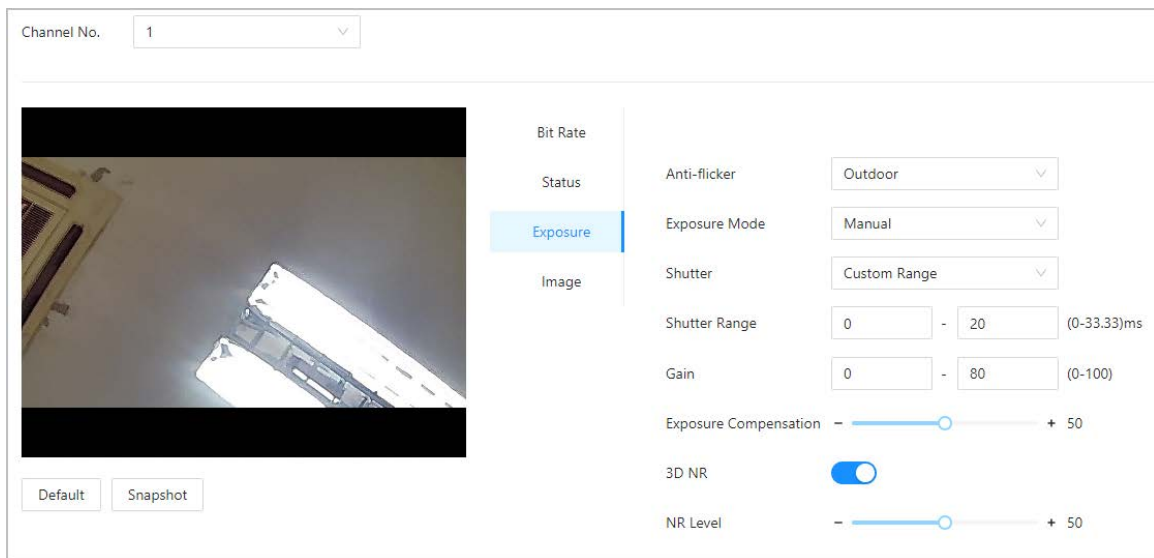 Channel No. 1
Bit Rate
Status
Exposure
Image
Anti-flicker Outdoor
Exposure Mode Manual
Shutter Custom Range
Shutter Range 0 - 20 (0-33.33)ms
Gain 0 - 80 (0-100)
Exposure Compensation - + 50
3D NR
NR Level - + 50
Default Snapshot